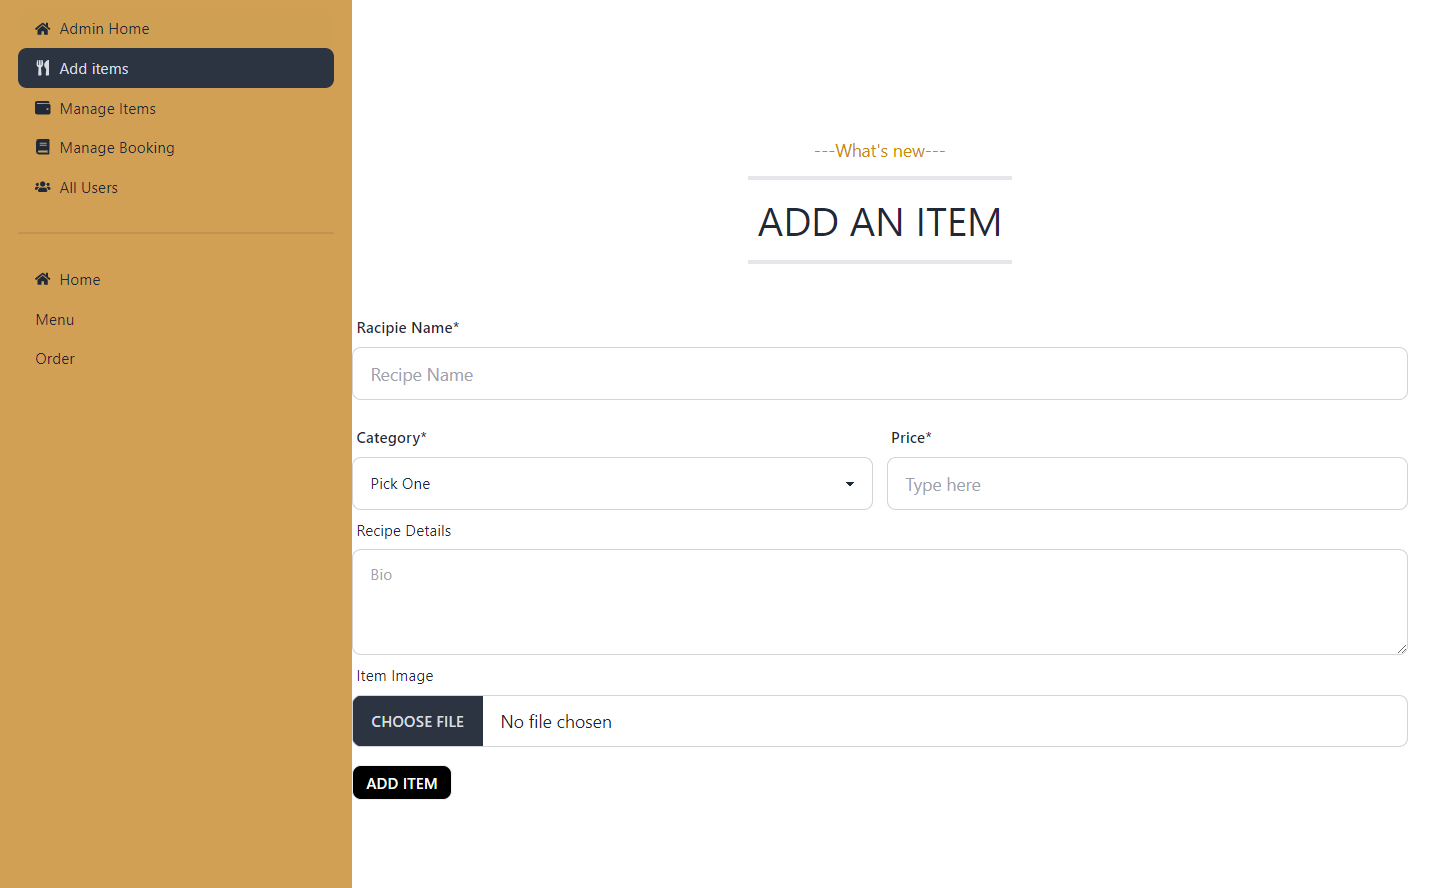 Admin Home
Add items
Manage Items
Manage Booking
All Users
Home
Menu
Order
---What's new---
ADD AN ITEM
Racipie Name*
Recipe Name
Category*
Price*
Pick One
Type here
Recipe Details
Bio
Item Image
CHOOSE FILE No file chosen
ADD ITEM